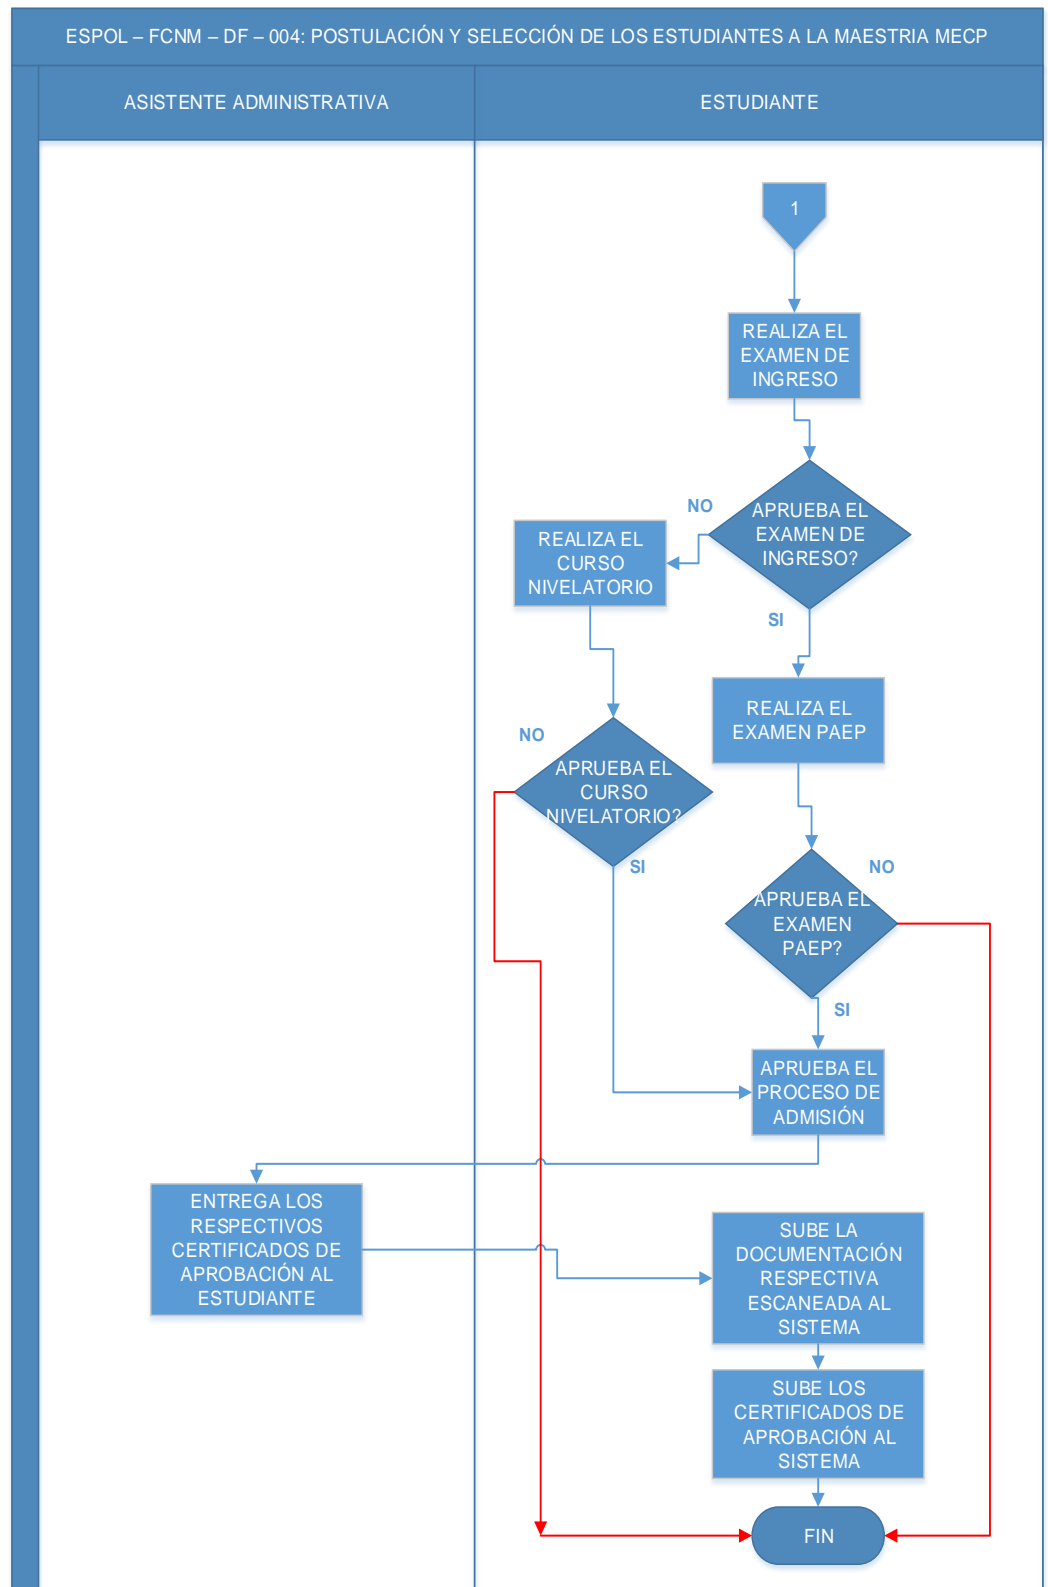 ESPOL – FCNM – DF – 004: POSTULACIÓN Y SELECCIÓN DE LOS ESTUDIANTES A LA MAESTRIA MECP
ASISTENTE ADMINISTRATIVA
ESTUDIANTE
1
REALIZA EL
EXAMEN DE
INGRESO
APRUEBA EL
EXAMEN DE
INGRESO?
NO
SI
REALIZA EL
CURSO
NIVELATORIO
REALIZA EL
EXAMEN PAEP
NO
APRUEBA EL
CURSO
NIVELATORIO?
SI
NO
APRUEBA EL
EXAMEN
PAEP?
SI
APRUEBA EL
PROCESO DE
ADMISIÓN
ENTREGA LOS
RESPECTIVOS
CERTIFICADOS DE
APROBACIÓN AL
ESTUDIANTE
SUBE LA
DOCUMENTACIÓN
RESPECTIVA
ESCANEADA AL
SISTEMA
SUBE LOS
CERTIFICADOS DE
APROBACIÓN AL
SISTEMA
FIN